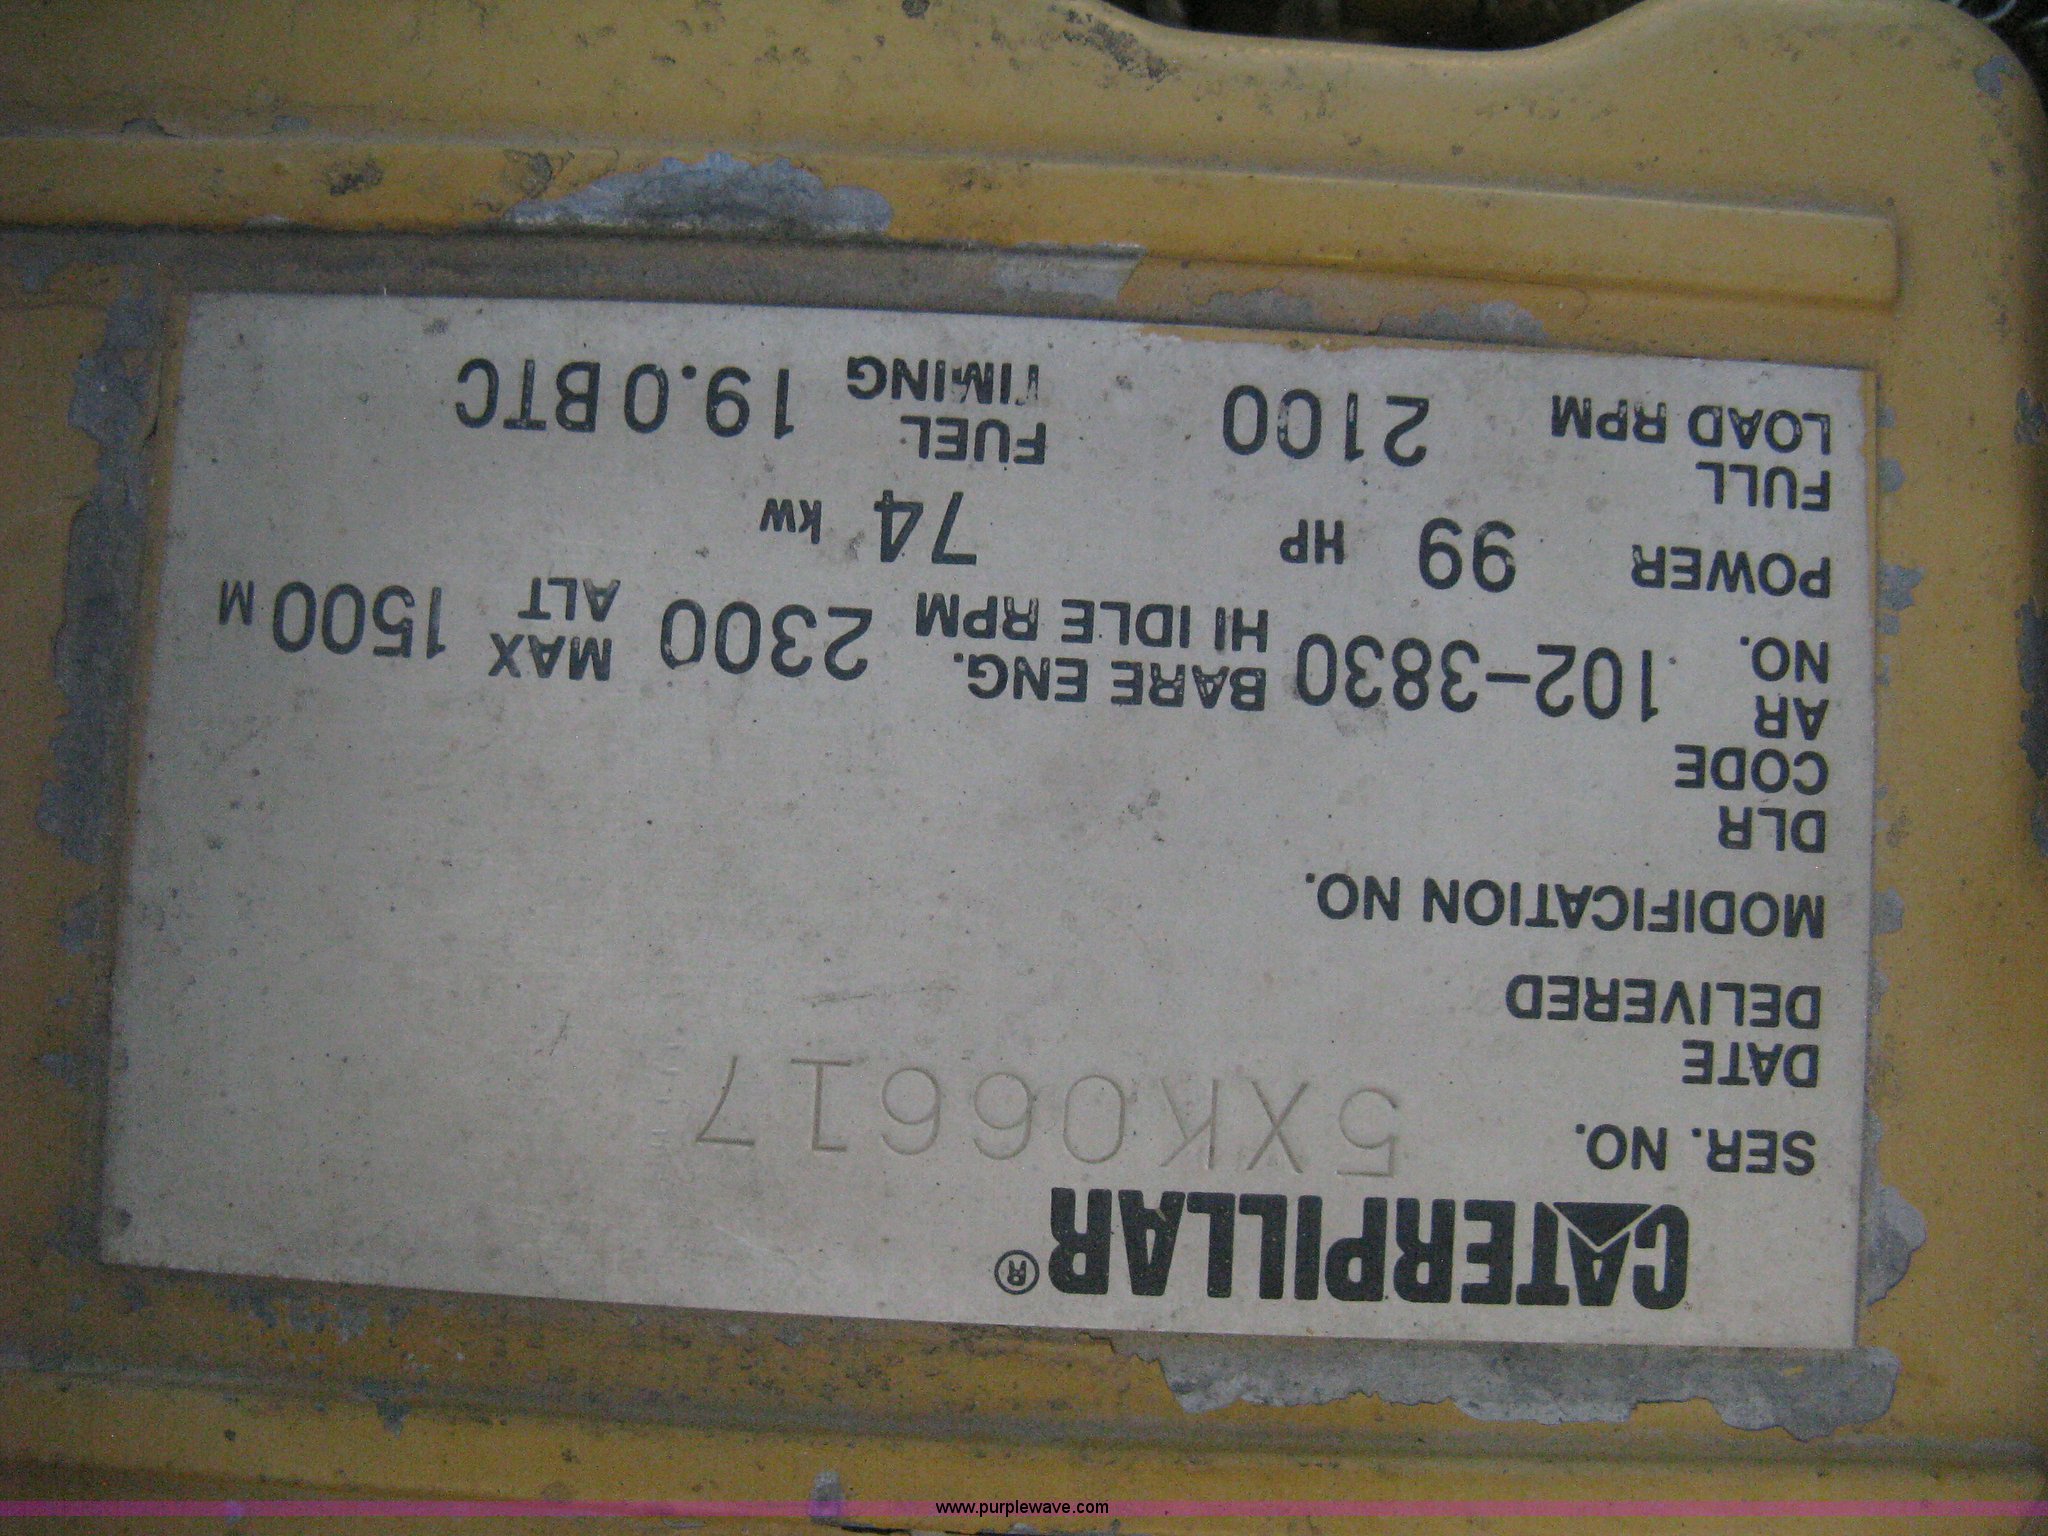 CATERPILLAR®
SER. NO. 5XK06617
DATE
DELIVERED
MODIFICATION NO.
DLR
CODE
AR
NO. 102-3830 BARE ENG.
HI IDLE RPM 2300 MAX
ALT 1500 M
POWER 99 HP 74 kW
FULL
LOAD RPM 2100 FUEL
TIMING 19.0 BTC
www.purplewave.com